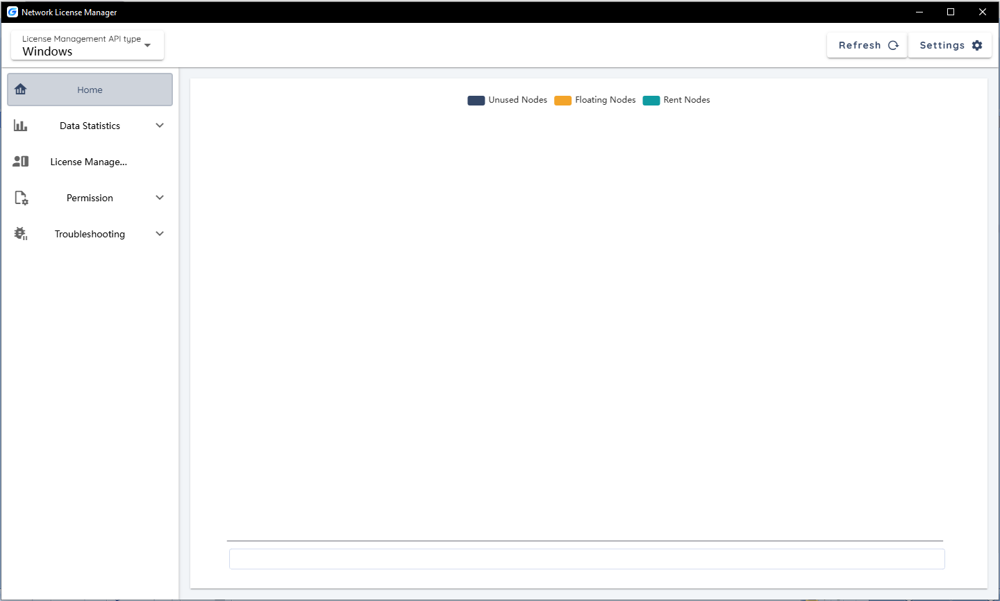 Network License Manager
License Management API type
Windows
Refresh
Settings
Home
Data Statistics
License Manage...
Permission
Troubleshooting
Unused Nodes
Floating Nodes
Rent Nodes